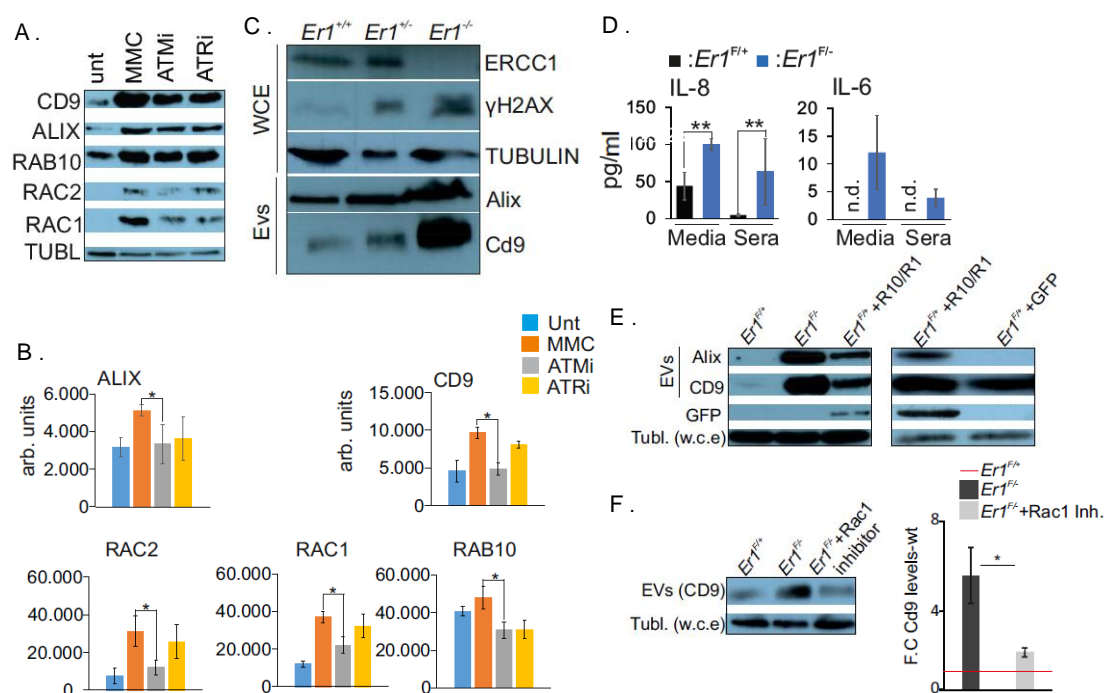 A .
unt MMC ATMi ATRi
CD9
ALIX
RAB10
RAC2
RAC1
TUBL
C .
Er1+/+ Er1+/- Er1-/-
WCE
ERCC1
γH2AX
TUBULIN
Evs
Alix
Cd9
D .
:Er1F/+ :Er1F/-
IL-8
pg/ml
150
50
0
** **
Media Sera
IL-6
25
20
15
10
5
0
n.d. n.d.
Media Sera
B .
Unt
MMC
ATMi
ATRi
ALIX
arb. units
6.000
4.000
2.000
0
*
CD9
arb. units
15.000
10.000
5.000
0
*
RAC2
60.000
40.000
20.000
0
*
RAC1
60.000
40.000
20.000
0
*
RAB10
60.000
40.000
20.000
0
*
E .
Er1F/+ Er1F/- Er1F/+ +R10/R1 Er1F/+ +R10/R1 Er1F/+ +GFP
EVs
Alix
CD9
GFP
Tubl. (w.c.e)
F .
Er1F/+ Er1F/- Er1F/- +Rac1 inhibitor
EVs (CD9)
Tubl. (w.c.e)
Er1F/+
Er1F/-
Er1F/-+Rac1 Inh.
F.C Cd9 levels-wt
8
4
0
*